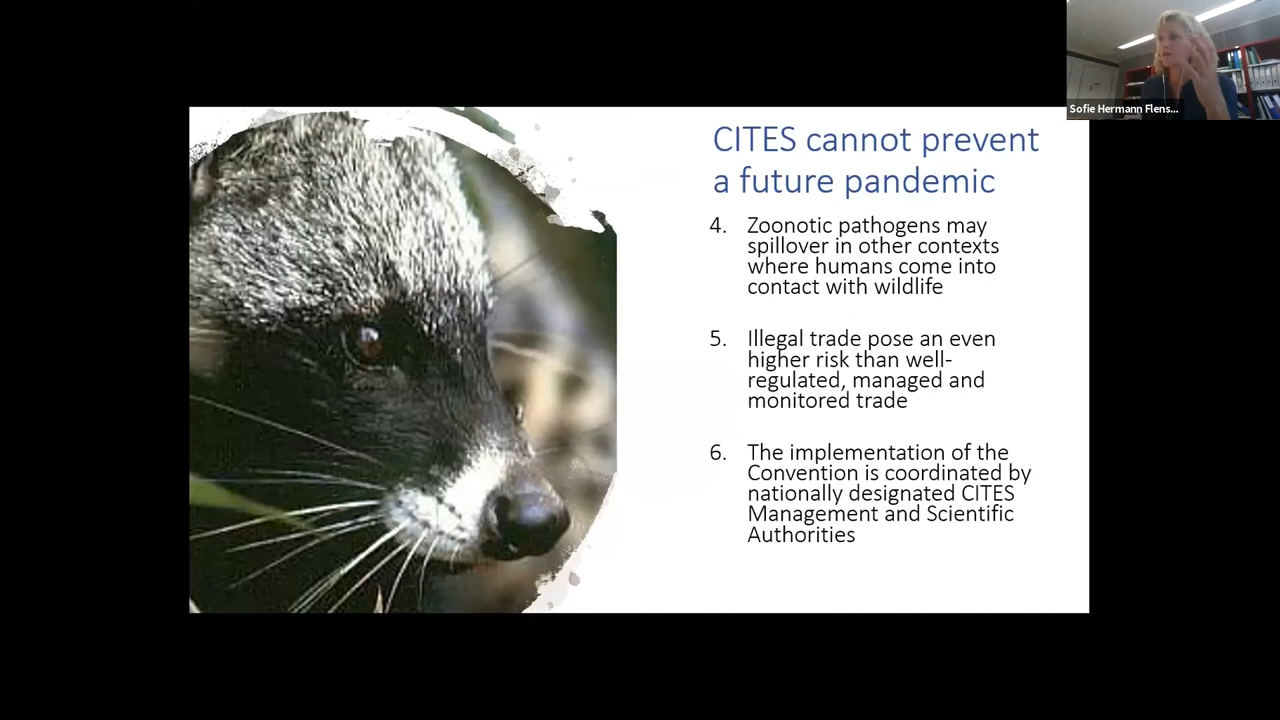 Sofie Hermann Flens...
CITES cannot prevent
a future pandemic
4. Zoonotic pathogens may
spillover in other contexts
where humans come into
contact with wildlife
5. Illegal trade pose an even
higher risk than well-
regulated, managed and
monitored trade
6. The implementation of the
Convention is coordinated by
nationally designated CITES
Management and Scientific
Authorities